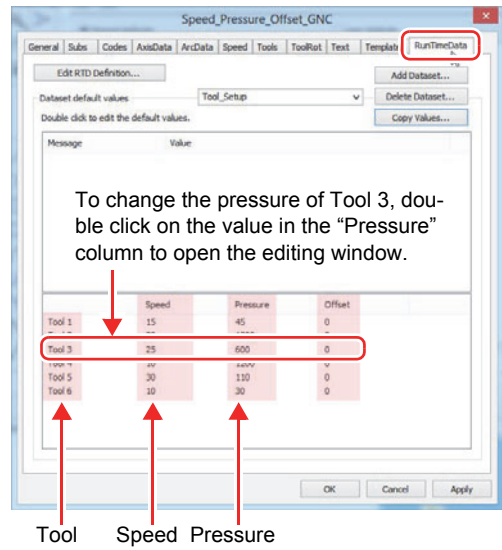 Speed_Pressure_Offset_GNC
General Subs Codes AxisData ArcData Speed Tools ToolRot Text Template RunTimeData
Edit RTD Definition...
Add Dataset...
Dataset default values
Tool_Setup
Delete Dataset...
Double click to edit the default values.
Copy Values...
Message Value
To change the pressure of Tool 3, dou-
ble click on the value in the “Pressure”
column to open the editing window.
Speed Pressure Offset
Tool 1 15 45 0
Tool 3 25 600 0
Tool 5 30 110 0
Tool 6 10 30 0
OK Cancel Apply
Tool Speed Pressure